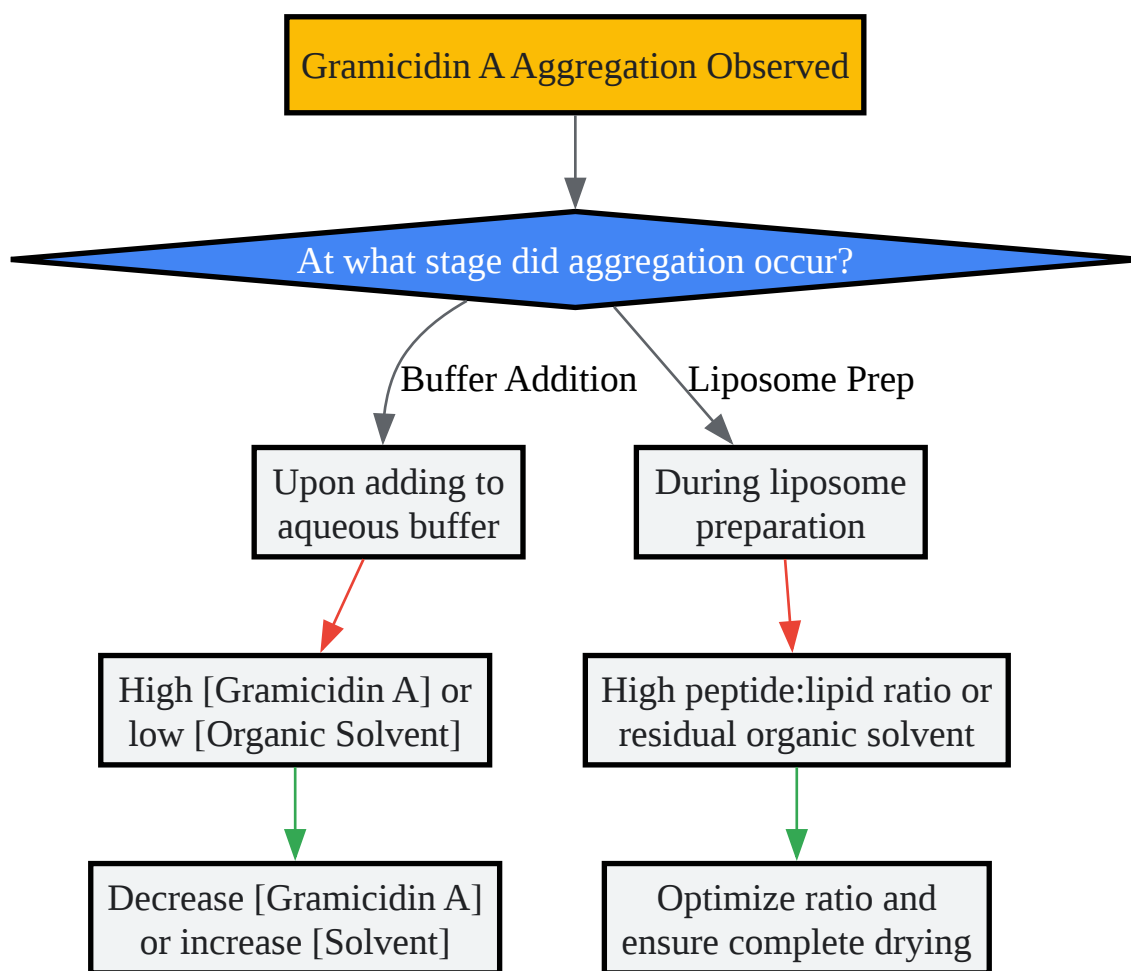 Gramicidin A Aggregation Observed
At what stage did aggregation occur?
Buffer Addition
Liposome Prep
Upon adding to
aqueous buffer
During liposome
preparation
High [Gramicidin A] or
low [Organic Solvent]
High peptide:lipid ratio or
residual organic solvent
Decrease [Gramicidin A]
or increase [Solvent]
Optimize ratio and
ensure complete drying